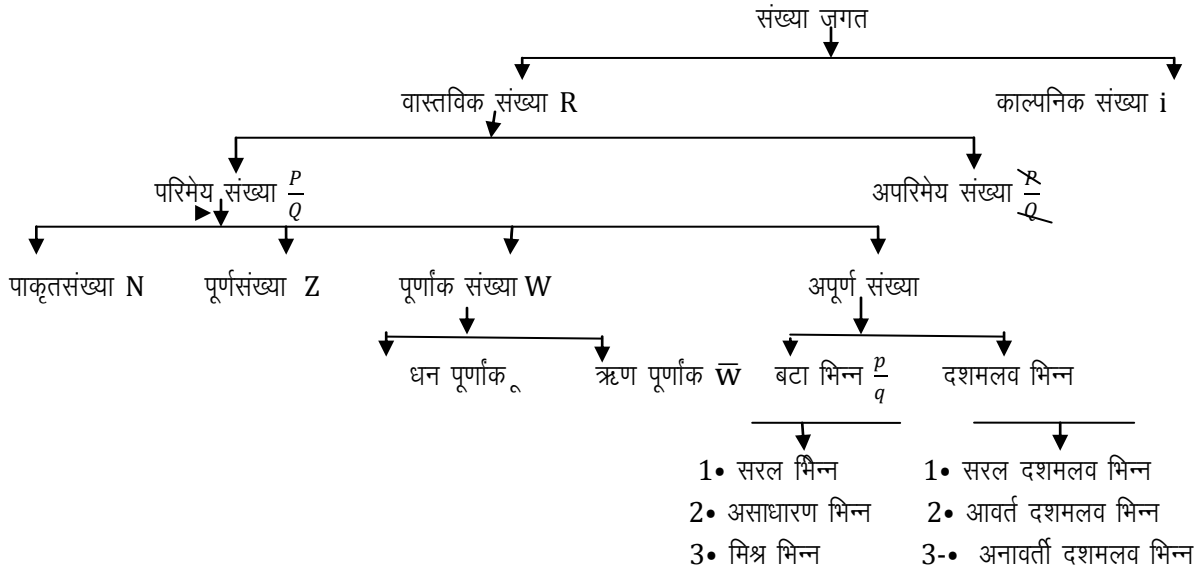 संख्या जगत
वास्तविक संख्या R काल्पनिक संख्या i
परिमेय संख्या P/Q अपरिमेय संख्या P/Q
पाकृतसंख्या N पूर्णसंख्या Z पूर्णांक संख्या W अपूर्ण संख्या
धन पूर्णांक ू ऋण पूर्णांक w̅ बटा भिन्न p/q दशमलव भिन्न
1• सरल भिन्न 1• सरल दशमलव भिन्न
2• असाधारण भिन्न 2• आवर्त दशमलव भिन्न
3• मिश्र भिन्न 3-• अनावर्ती दशमलव भिन्न